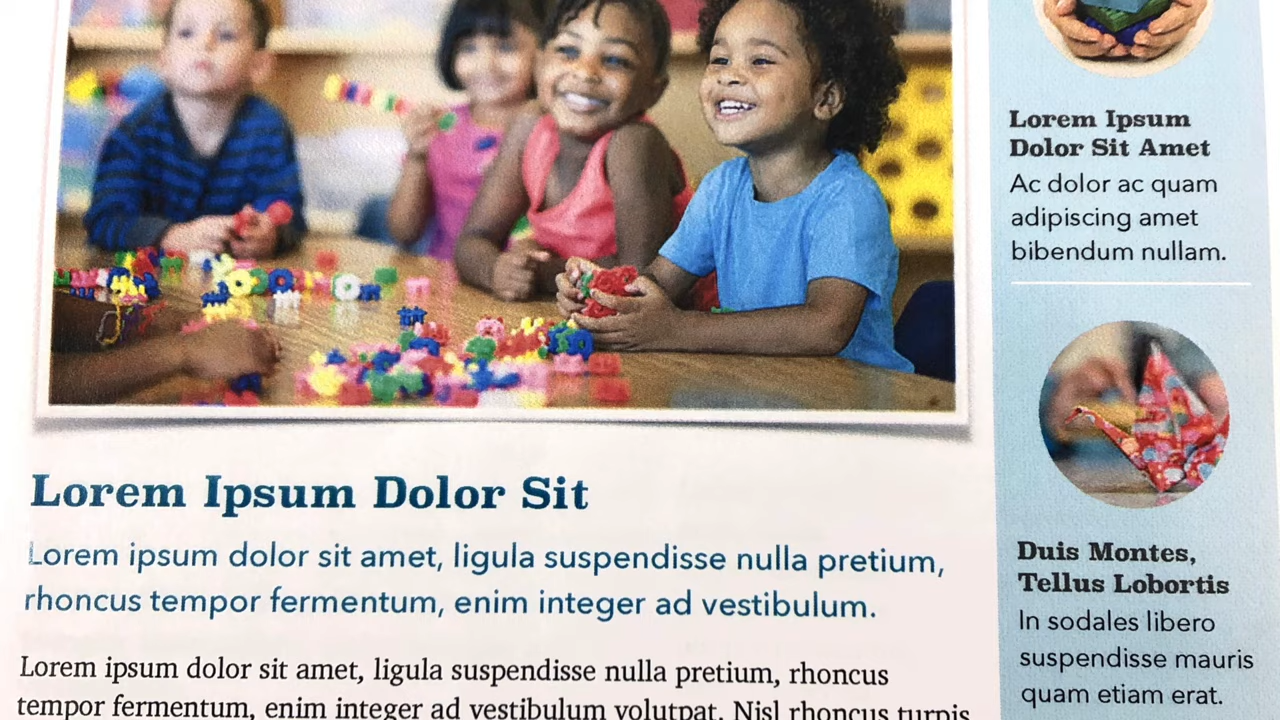 Lorem Ipsum Dolor Sit
Lorem ipsum dolor sit amet, ligula suspendisse nulla pretium,
rhoncus tempor fermentum, enim integer ad vestibulum.
Lorem ipsum dolor sit amet, ligula suspendisse nulla pretium, rhoncus
tempor fermentum, enim integer ad vestibulum volutpat. Nisl rhoncus turpis
Lorem Ipsum
Dolor Sit Amet
Ac dolor ac quam
adipiscing amet
bibendum nullam.
Duis Montes,
Tellus Lobortis
In sodales libero
suspendisse mauris
quam etiam erat.